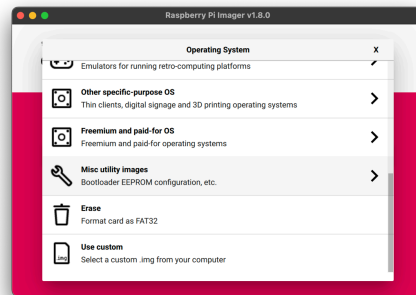 Raspberry Pi Imager v1.8.0
Operating System X
Emulators for running retro-computing platforms
Other specific-purpose OS
Thin clients, digital signage and 3D printing operating systems
Freemium and paid-for OS
Freemium and paid-for operating systems
Misc utility images
Bootloader EEPROM configuration, etc.
Erase
Format card as FAT32
Use custom
.img
Select a custom .img from your computer